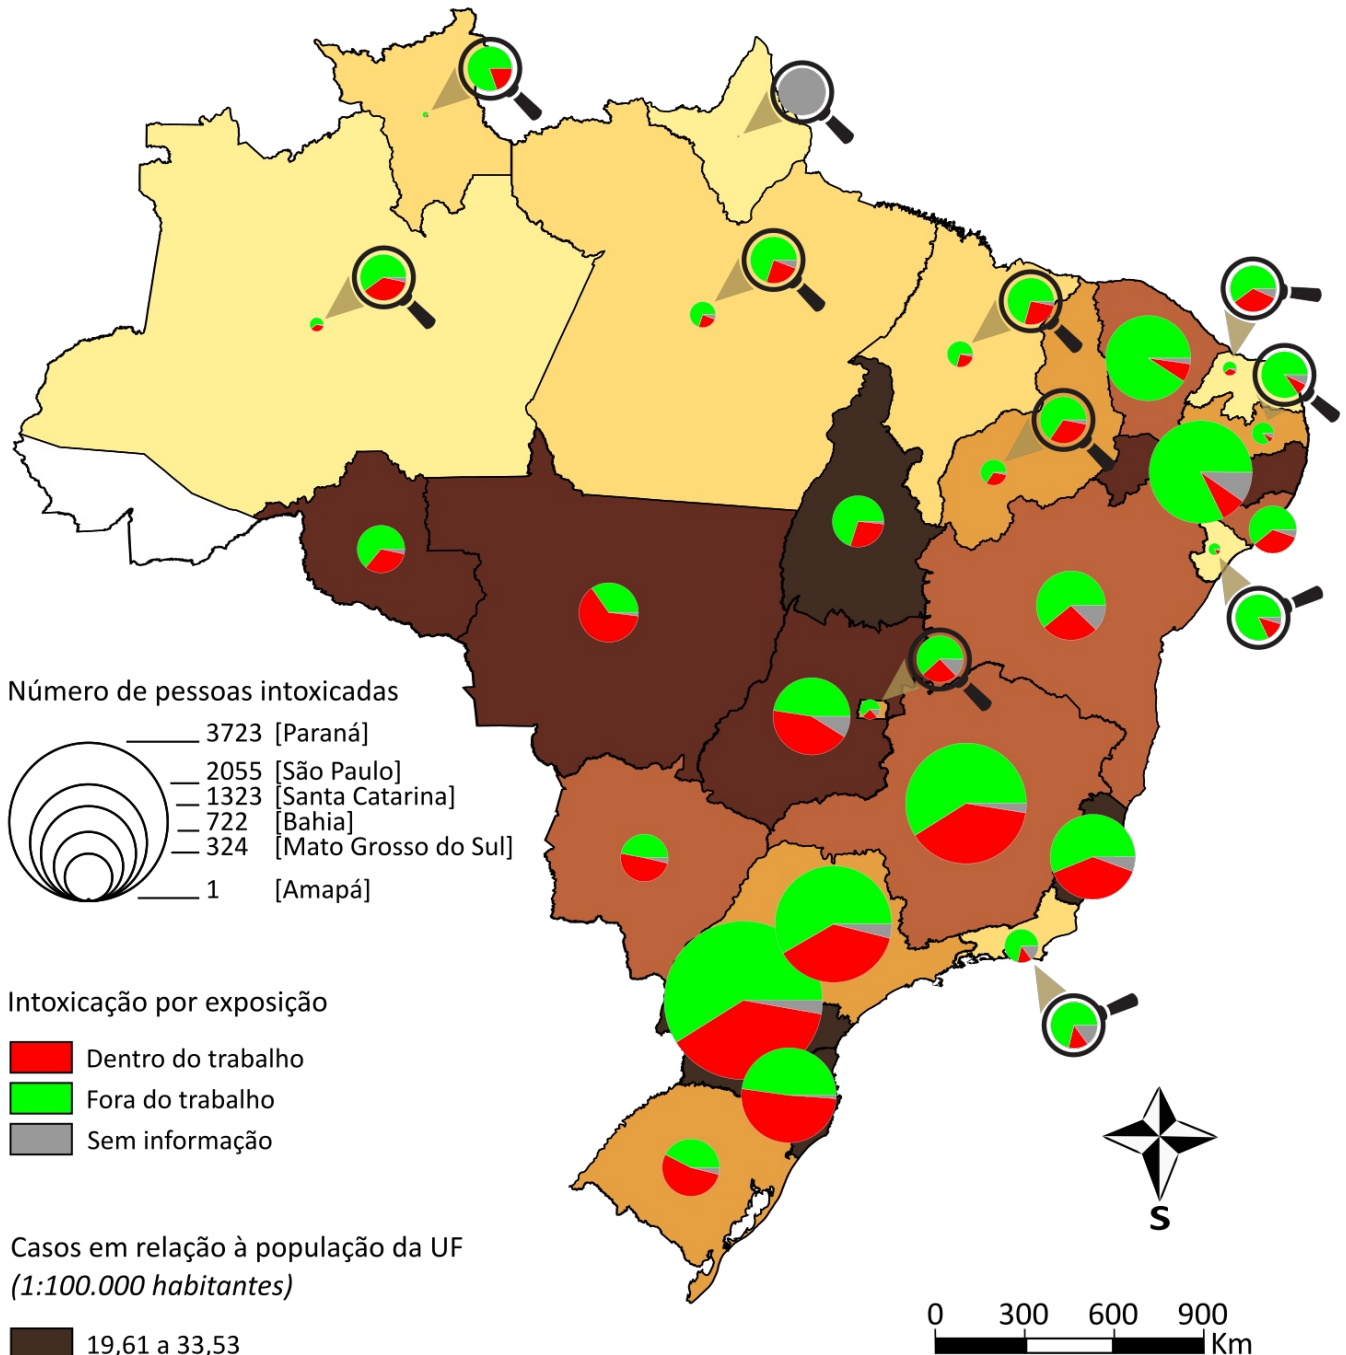 Número de pessoas intoxicadas
3723 [Paraná]
2055 [São Paulo]
1323 [Santa Catarina]
722 [Bahia]
324 [Mato Grosso do Sul]
1 [Amapá]
Intoxicação por exposição
Dentro do trabalho
Fora do trabalho
Sem informação
S
Casos em relação à população da UF
(1:100.000 habitantes)
19,61 a 33,53
0 300 600 900
Km